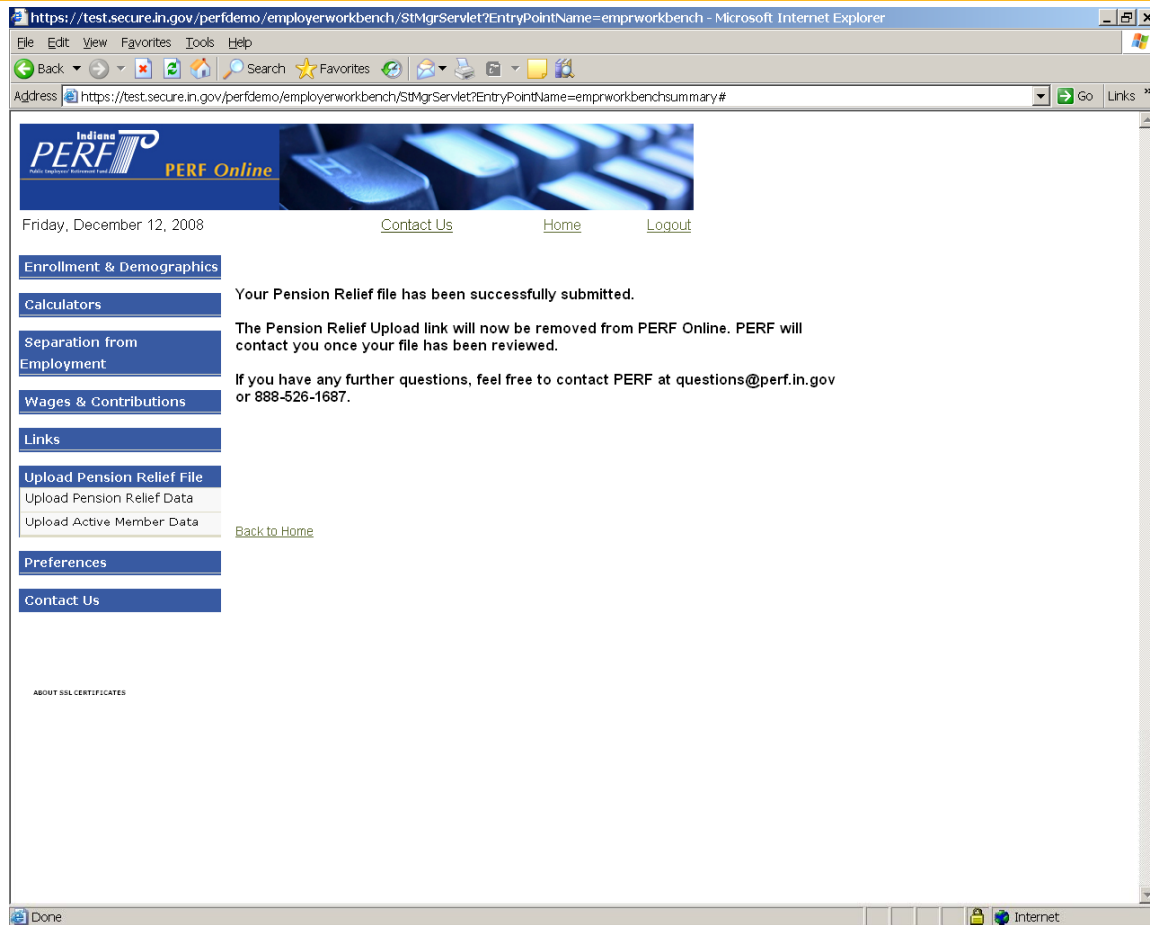 https://test.secure.in.gov/perfdemo/employerworkbench/StMgrServlet?EntryPointName=emprworkbench - Microsoft Internet Explorer
File Edit View Favorites Tools Help
Back Search Favorites
Address https://test.secure.in.gov/perfdemo/employerworkbench/StMgrServlet?EntryPointName=emprworkbenchsummary# Go Links »
Indiana
PERF
Public Employees' Retirement Fund
PERF Online
Friday, December 12, 2008 Contact Us Home Logout
Enrollment & Demographics
Calculators
Separation from
Employment
Wages & Contributions
Links
Upload Pension Relief File
Upload Pension Relief Data
Upload Active Member Data
Preferences
Contact Us
ABOUT SSL CERTIFICATES
Your Pension Relief file has been successfully submitted.
The Pension Relief Upload link will now be removed from PERF Online. PERF will
contact you once your file has been reviewed.
If you have any further questions, feel free to contact PERF at questions@perf.in.gov
or 888-526-1687.
Back to Home
Done Internet